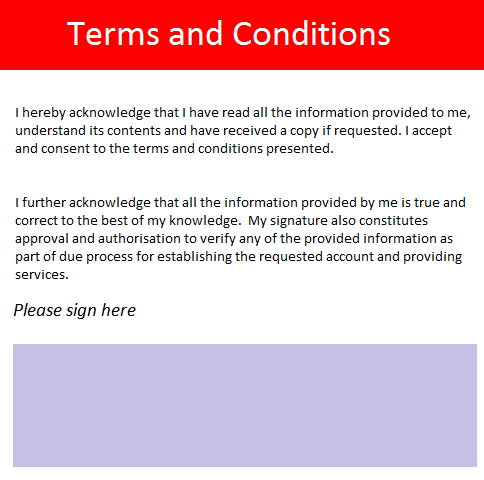 Terms and Conditions
I hereby acknowledge that I have read all the information provided to me,
understand its contents and have received a copy if requested. I accept
and consent to the terms and conditions presented.
I further acknowledge that all the information provided by me is true and
correct to the best of my knowledge.  My signature also constitutes
approval and authorisation to verify any of the provided information as
part of due process for establishing the requested account and providing
services.
Please sign here